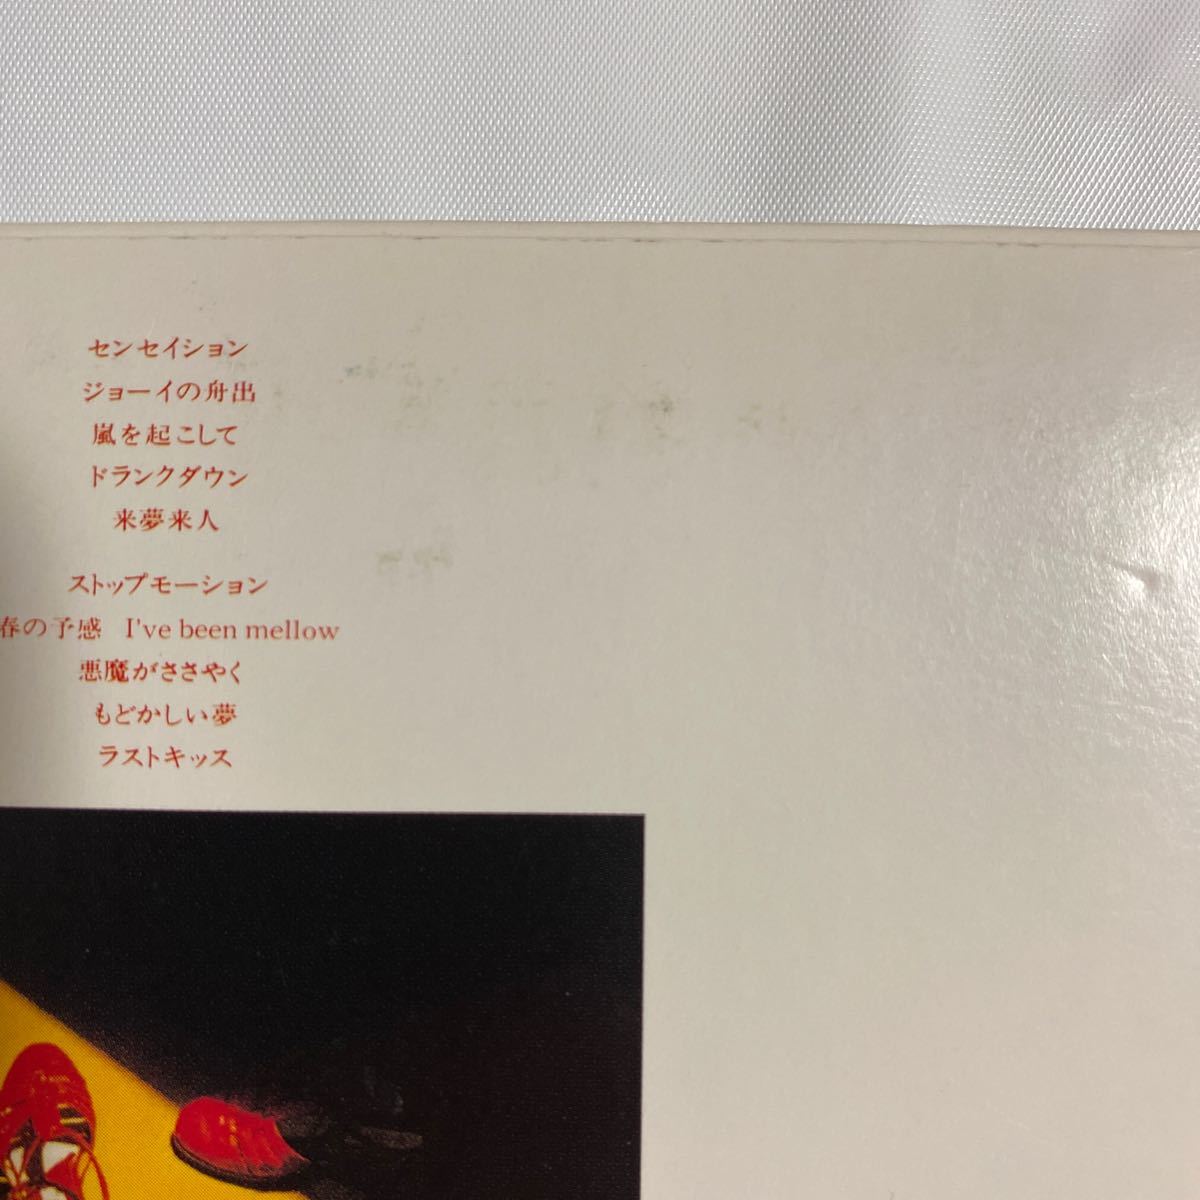 センセイション
ジョーイの舟出
嵐を起こして
ドランクダウン
来夢来人
ストップモーション
春の予感 I've been mellow
悪魔がささやく
もどかしい夢
ラストキッス